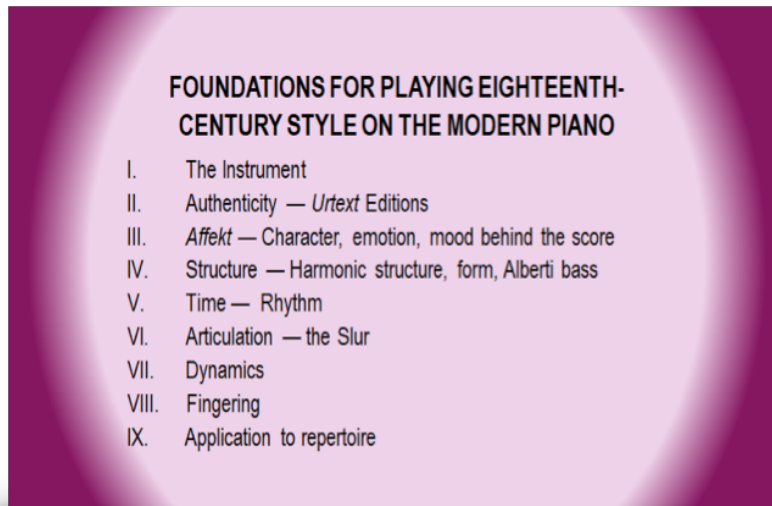 FOUNDATIONS FOR PLAYING EIGHTEENTH-
CENTURY STYLE ON THE MODERN PIANO
I. The Instrument
II. Authenticity — Urtext Editions
III. Affekt — Character, emotion, mood behind the score
IV. Structure — Harmonic structure, form, Alberti bass
V. Time — Rhythm
VI. Articulation — the Slur
VII. Dynamics
VIII. Fingering
IX. Application to repertoire